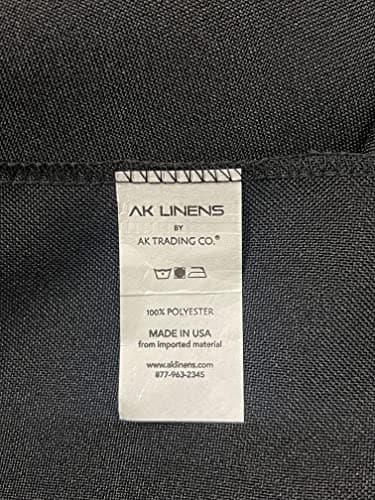 AK LINENS
BY
AK TRADING CO.®
100% POLYESTER
MADE IN USA
from imported material
www.aklinens.com
877-963-2345